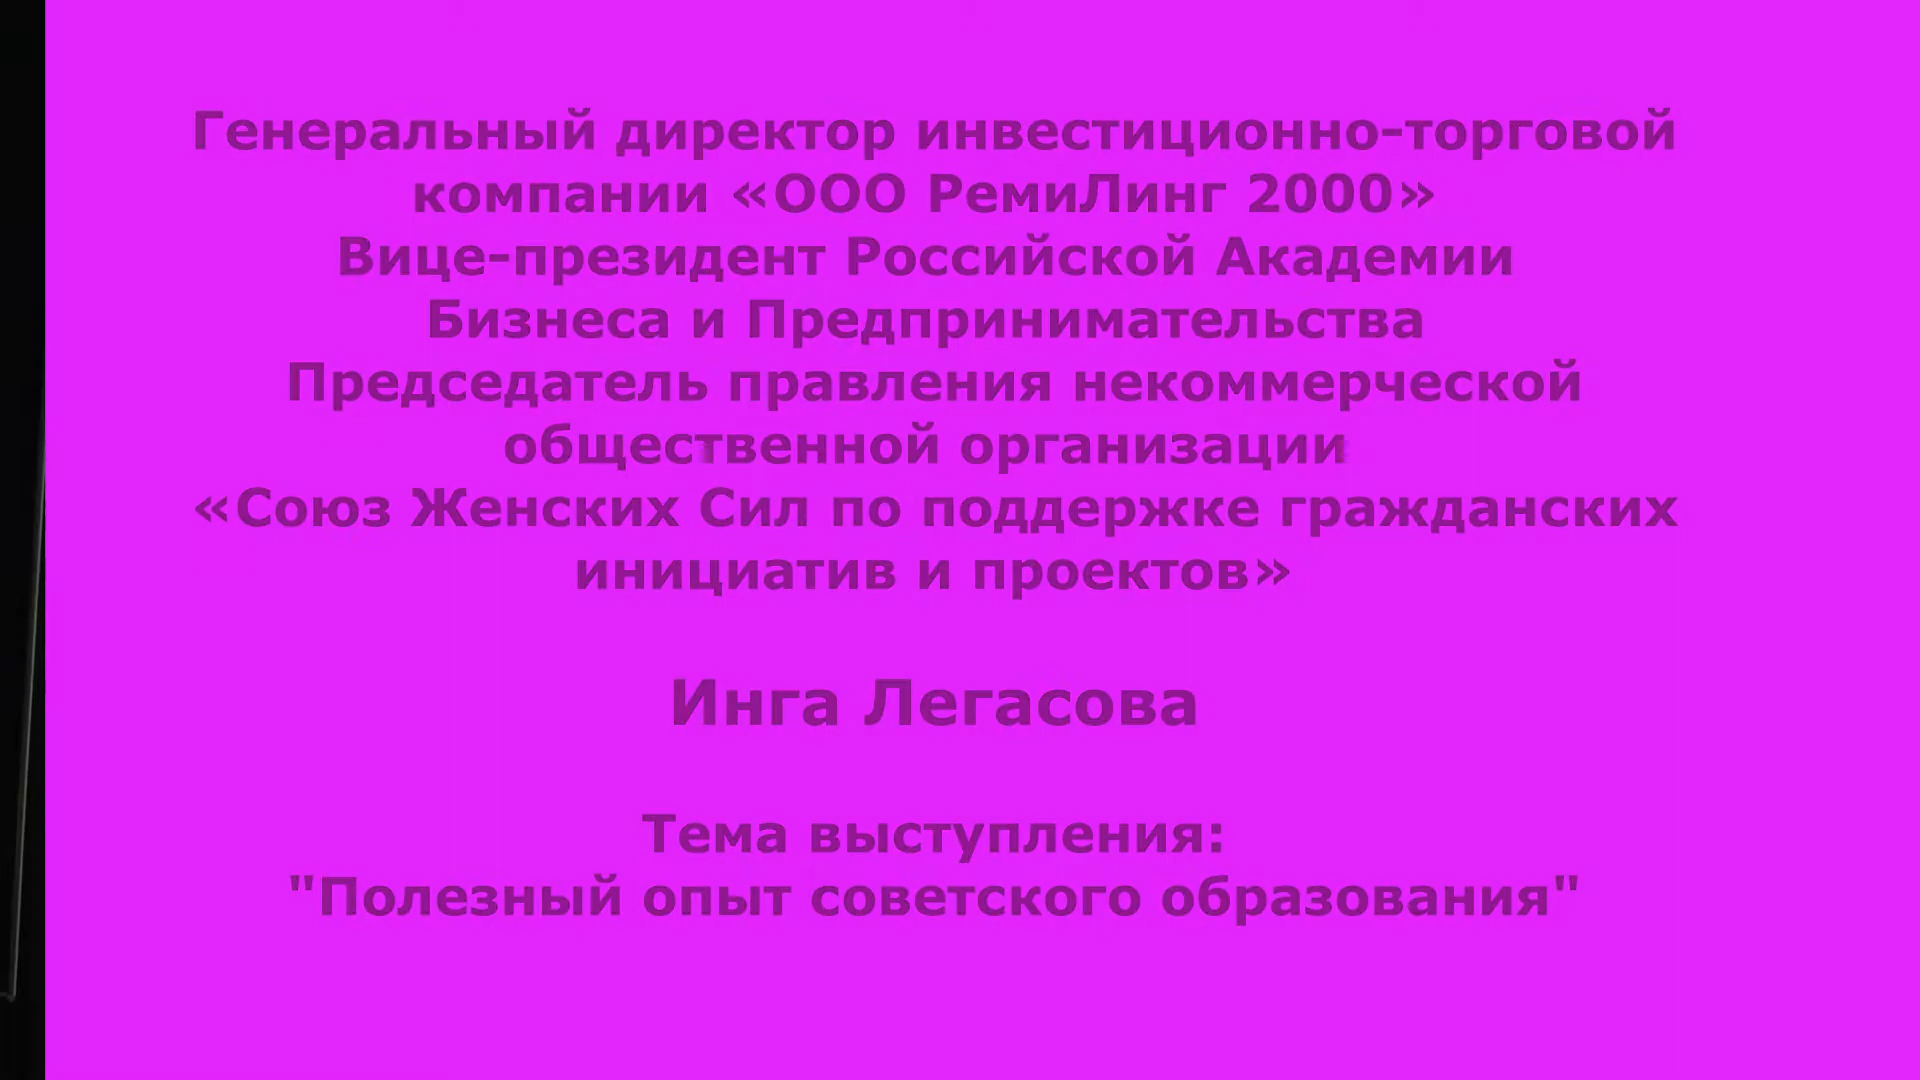 Генеральный директор инвестиционно-торговой
компании «ООО РемиЛинг 2000»
Вице-президент Российской Академии
Бизнеса и Предпринимательства
Председатель правления некоммерческой
общественной организации
«Союз Женских Сил по поддержке гражданских
инициатив и проектов»
Инга Легасова
Тема выступления:
"Полезный опыт советского образования"